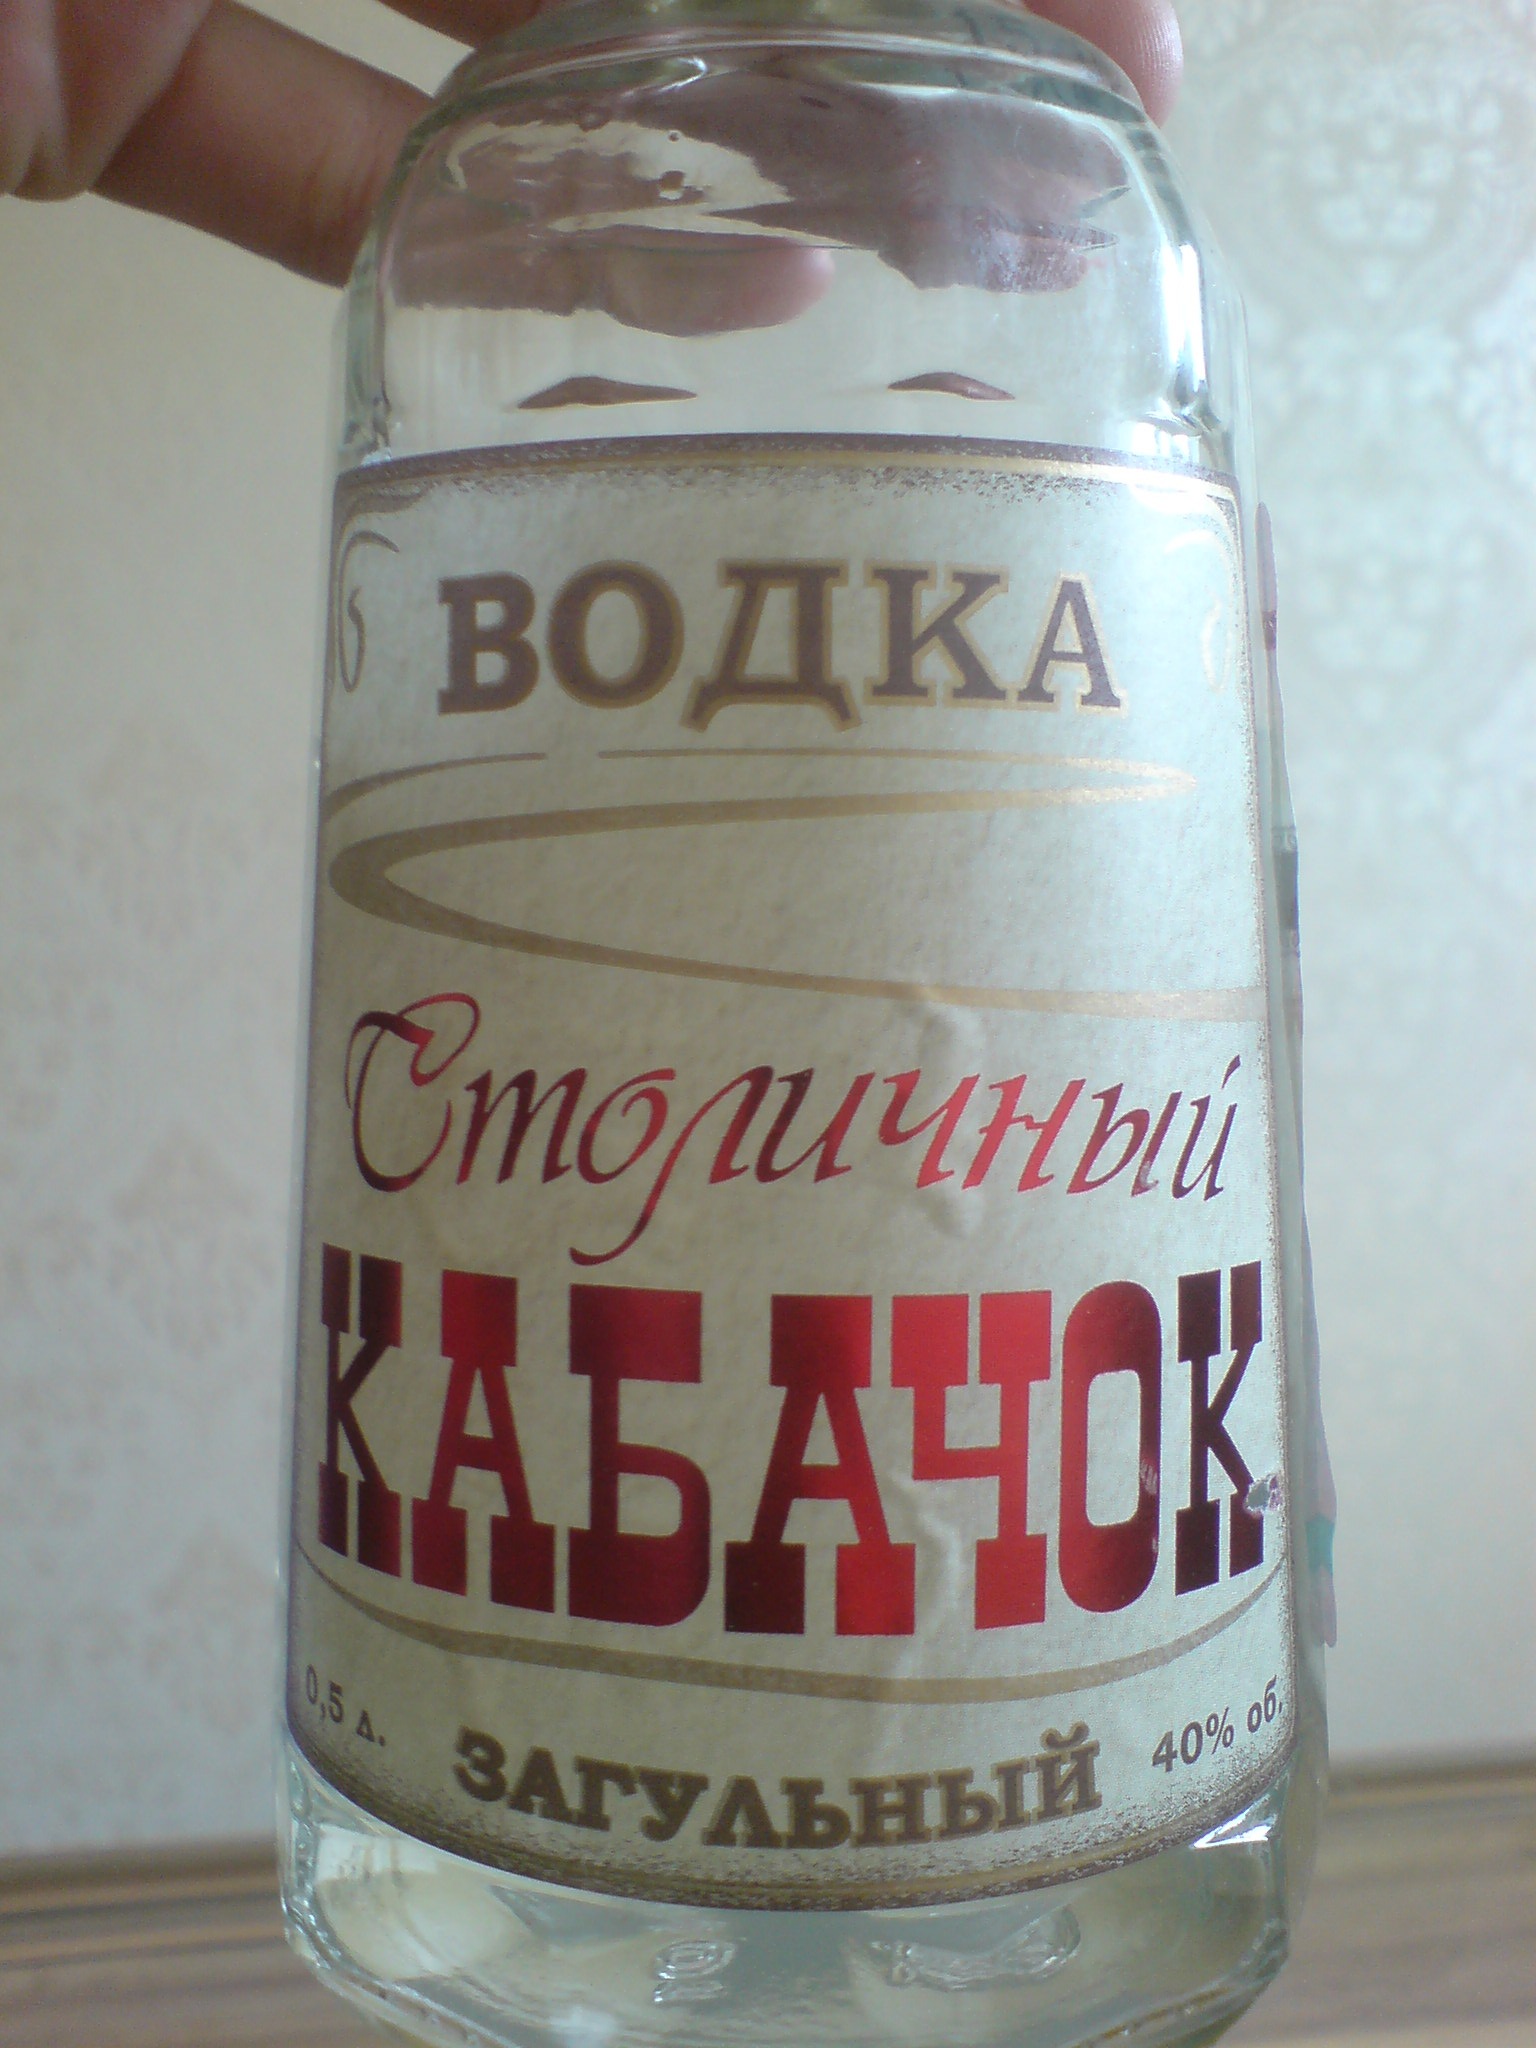 ВОДКА
Столичный
КАБАЧОК
0,5 л.
ЗАГУЛЬНЫЙ
40% об.